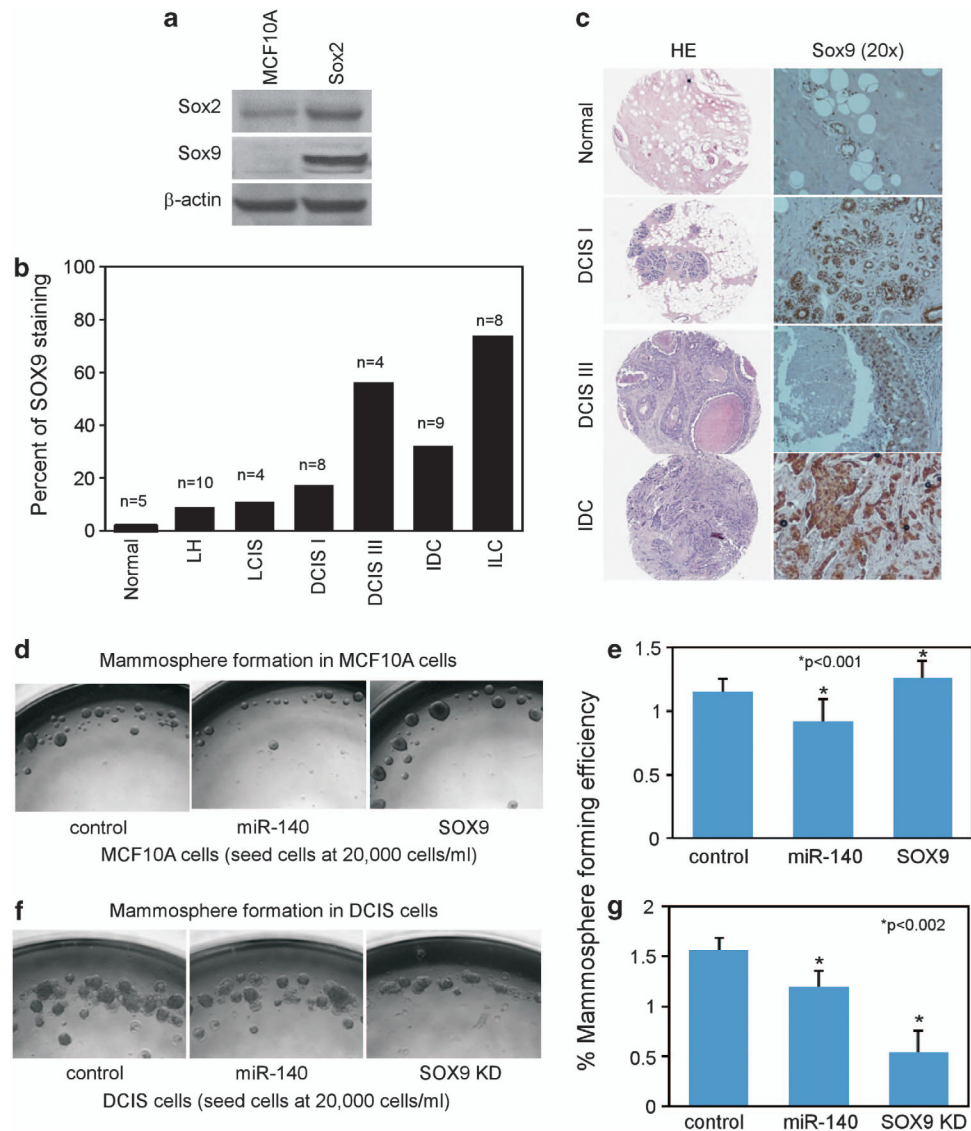 a
MCF10A
Sox2
Sox2
Sox9
β-actin
b
Percent of SOX9 staining
100
80
60
40
20
0
n=5
n=10
n=4
n=8
n=4
n=9
n=8
Normal
LH
LCIS
DCIS I
DCIS III
IDC
ILC
c
HE
Sox9 (20x)
Normal
DCIS I
DCIS III
IDC
d
Mammosphere formation in MCF10A cells
control
miR-140
SOX9
MCF10A cells (seed cells at 20,000 cells/ml)
e
% Mammosphere forming efficiency
1.5
1
0.5
0
*p<0.001
*
*
control
miR-140
SOX9
f
Mammosphere formation in DCIS cells
control
miR-140
SOX9 KD
DCIS cells (seed cells at 20,000 cells/ml)
g
2
1.5
1
0.5
0
*p<0.002
*
*
control
miR-140
SOX9 KD